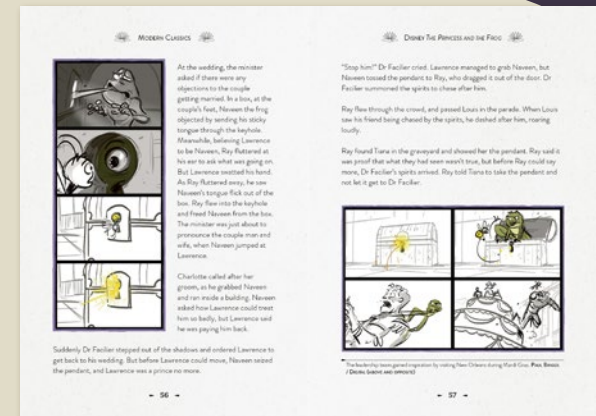 MODERN CLASSICS
At the wedding, the minister
asked if there were any
objections to the couple
getting married. In a box, at the
couple's feet, Naveen the frog
objected by sending his sticky
tongue through the keyhole.
Meanwhile, believing Lawrence
to be Naveen, Ray fluttered at
his ear to ask what was going on.
But Lawrence swatted his hand.
As Ray fluttered away, he saw
Naveen's tongue flick out of the
box. Ray flew into the keyhole
and freed Naveen from the box.
The minister was just about to
pronounce the couple man and
wife, when Naveen jumped at
Lawrence.
Charlotte called after her
groom, as he grabbed Naveen
and ran inside a building. Naveen
asked how Lawrence could treat
him so badly, but Lawrence said
he was paying him back.
Suddenly Dr Facilier stepped out of the shadows and ordered Lawrence to
get back to his wedding. But before Lawrence could move, Naveen seized
the pendant, and Lawrence was a prince no more.
56
DISNEY THE PRINCESS AND THE FROG
"Stop him!" Dr Facilier cried. Lawrence managed to grab Naveen, but
Naveen tossed the pendant to Ray, who dragged it out of the door. Dr
Facilier summoned the spirits to chase after him.
Ray flew through the crowd, and passed Louis in the parade. When Louis
saw his friend being chased by the spirits, he dashed after him, roaring
loudly.
Ray found Tiana in the graveyard and showed her the pendant. Ray said it
was proof that what they had seen wasn't true, but before Ray could say
more, Dr Facilier's spirits arrived. Ray told Tiana to take the pendant and
not let it get to Dr Facilier.
The leadership team gained inspiration by visiting New Orleans during Mardi Gras.
57